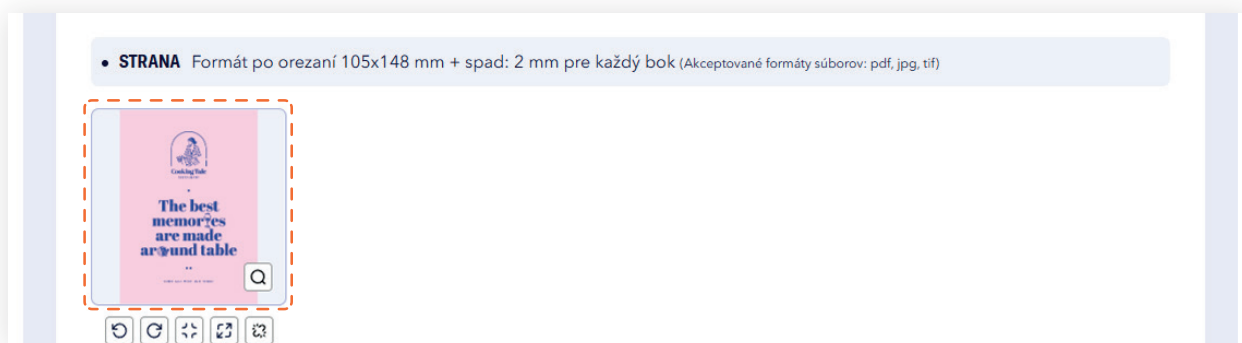 • STRANA Formát po orezaní 105x148 mm + spad: 2 mm pre každý bok (Akceptované formáty súborov: pdf, jpg, tif)
Cooking Tale
The best
memories
are made
around table